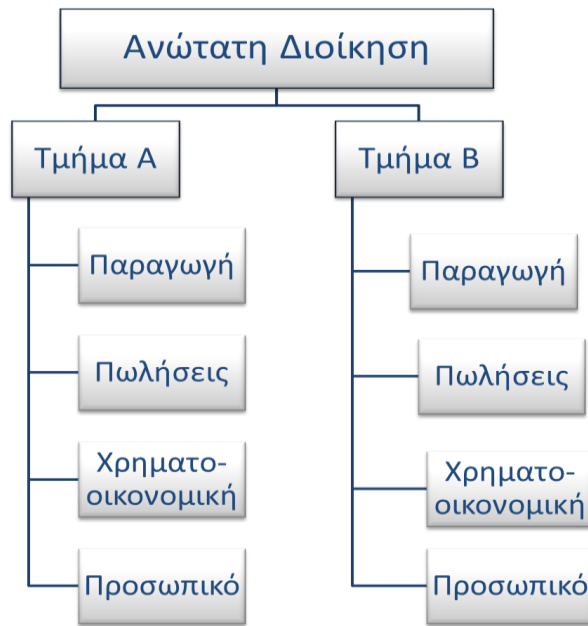 Ανώτατη Διοίκηση
Τμήμα Α
Παραγωγή
Πωλήσεις
Χρηματο-
οικονομική
Προσωπικό
Τμήμα Β
Παραγωγή
Πωλήσεις
Χρηματο-
οικονομική
Προσωπικό